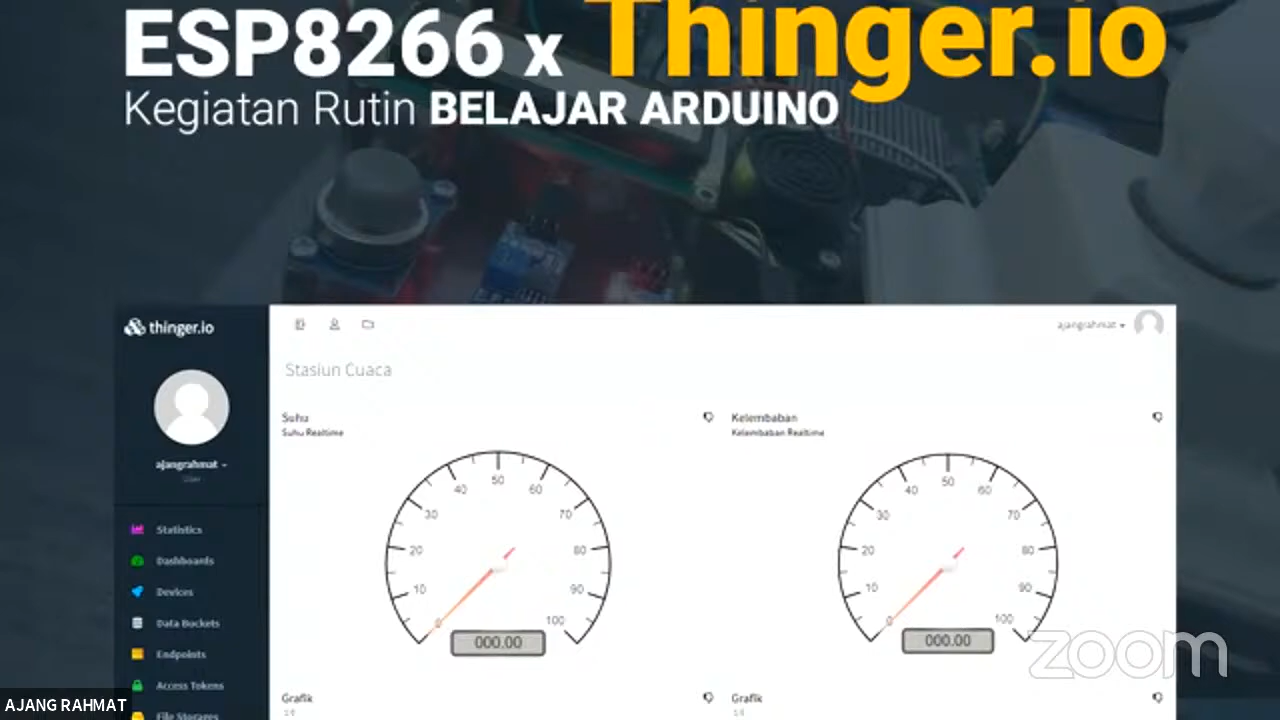 ESP8266 x Thinger.io
Kegiatan Rutin BELAJAR ARDUINO
thinger.io
ajangrahmat
Stasiun Cuaca
ajangrahmat
User
Suhu
Suhu Realtime
Kelembaban
Kelembaban Realtime
0 10 20 30 40 50 60 70 80 90 100
000.00
0 10 20 30 40 50 60 70 80 90 100
000.00
Statistics
Dashboards
Devices
Data Buckets
Endpoints
Access Tokens
File Storages
Grafik
Grafik
zoom
AJANG RAHMAT